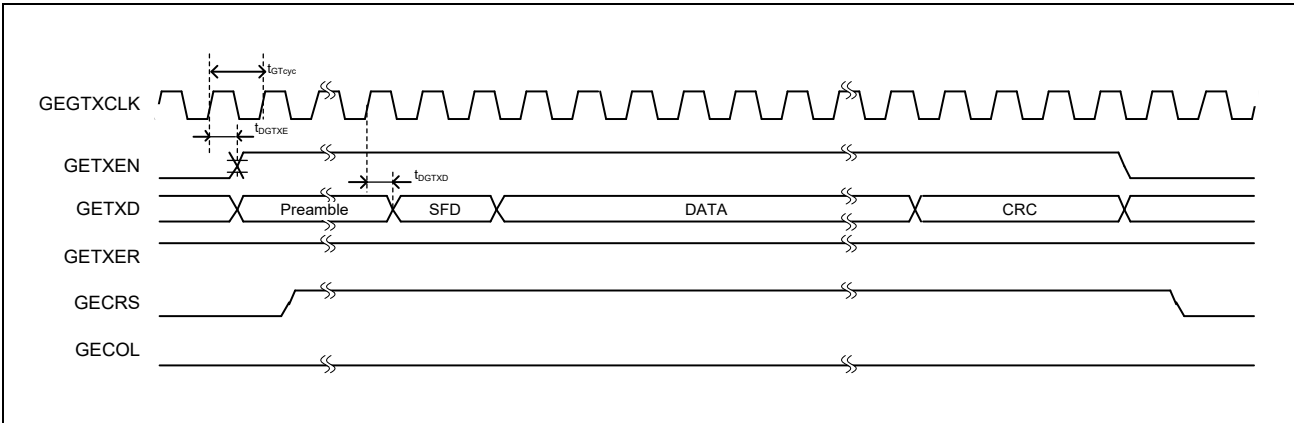 tGTcyc
GEGTXCLK
tDGTXE
GETXEN
tDGTXD
GETXD Preamble SFD DATA CRC
GETXER
GECRS
GECOL